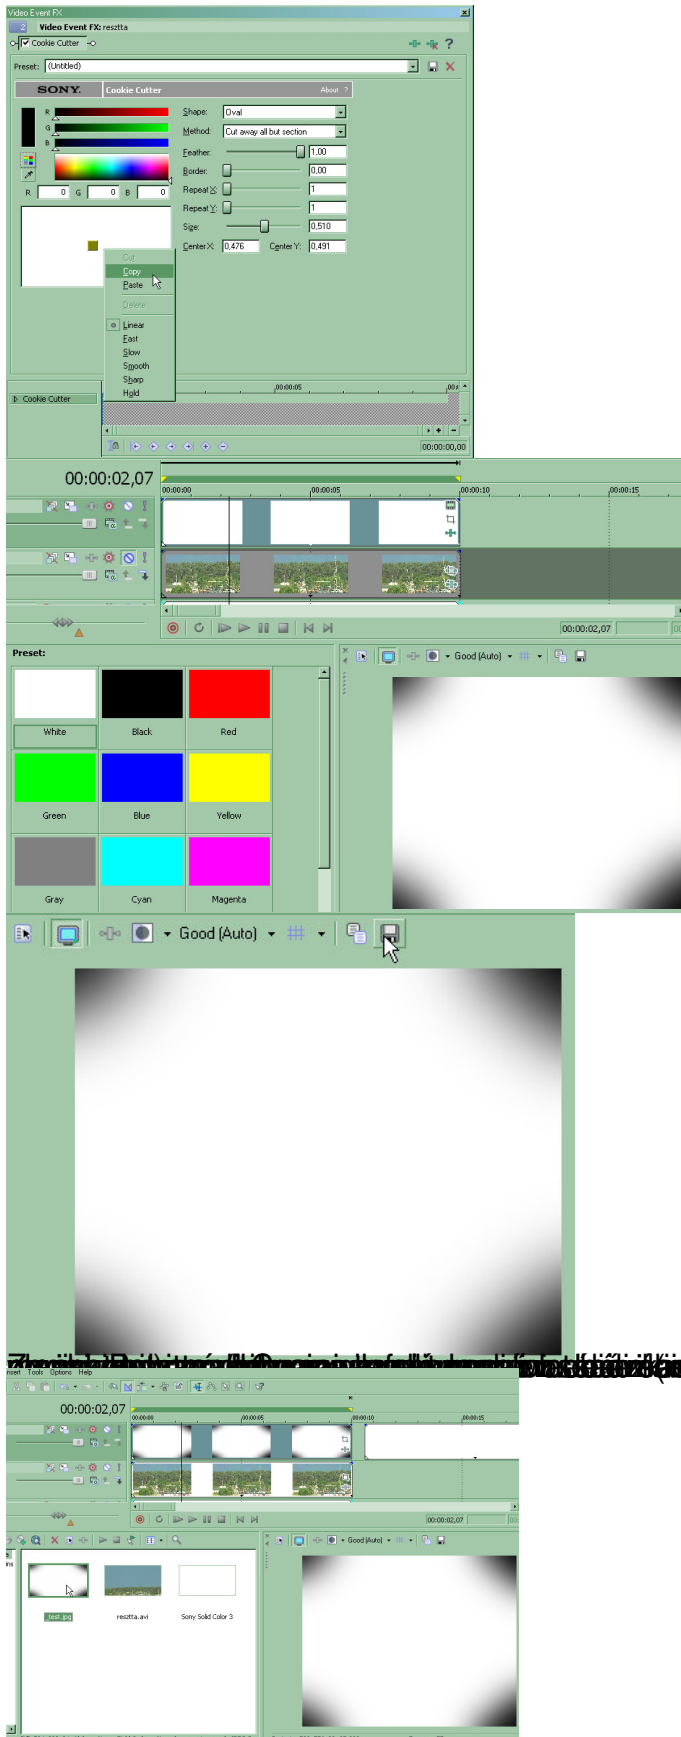 Video Event FX
2 Video Event FX: resztta
Cookie Cutter
Preset: (Untitled)
SONY. Cookie Cutter About ?
R
G
B
R 0 G 0 B 0
Shape: Oval
Method: Cut away all but section
Feather: 1,00
Border: 0,00
Repeat X: 1
Repeat Y: 1
Size: 0,510
Center X: 0,476 Center Y: 0,491
Cut
Copy
Paste
Delete
Linear
Fast
Slow
Smooth
Sharp
Hold
00:00:05
Cookie Cutter
00:00:00,00
00:00:02,07
00:00:00 00:00:05 00:00:10 00:00:15
00:00:02,07
Preset:
Good (Auto)
White Black Red
Green Blue Yellow
Gray Cyan Magenta
Good (Auto)
Tools Options Help
00:00:02,07
00:00:00 00:00:05 00:00:10 00:00:15
00:00:02,07
Good (Auto)
_test.jpg resztta.avi Sony Solid Color 3